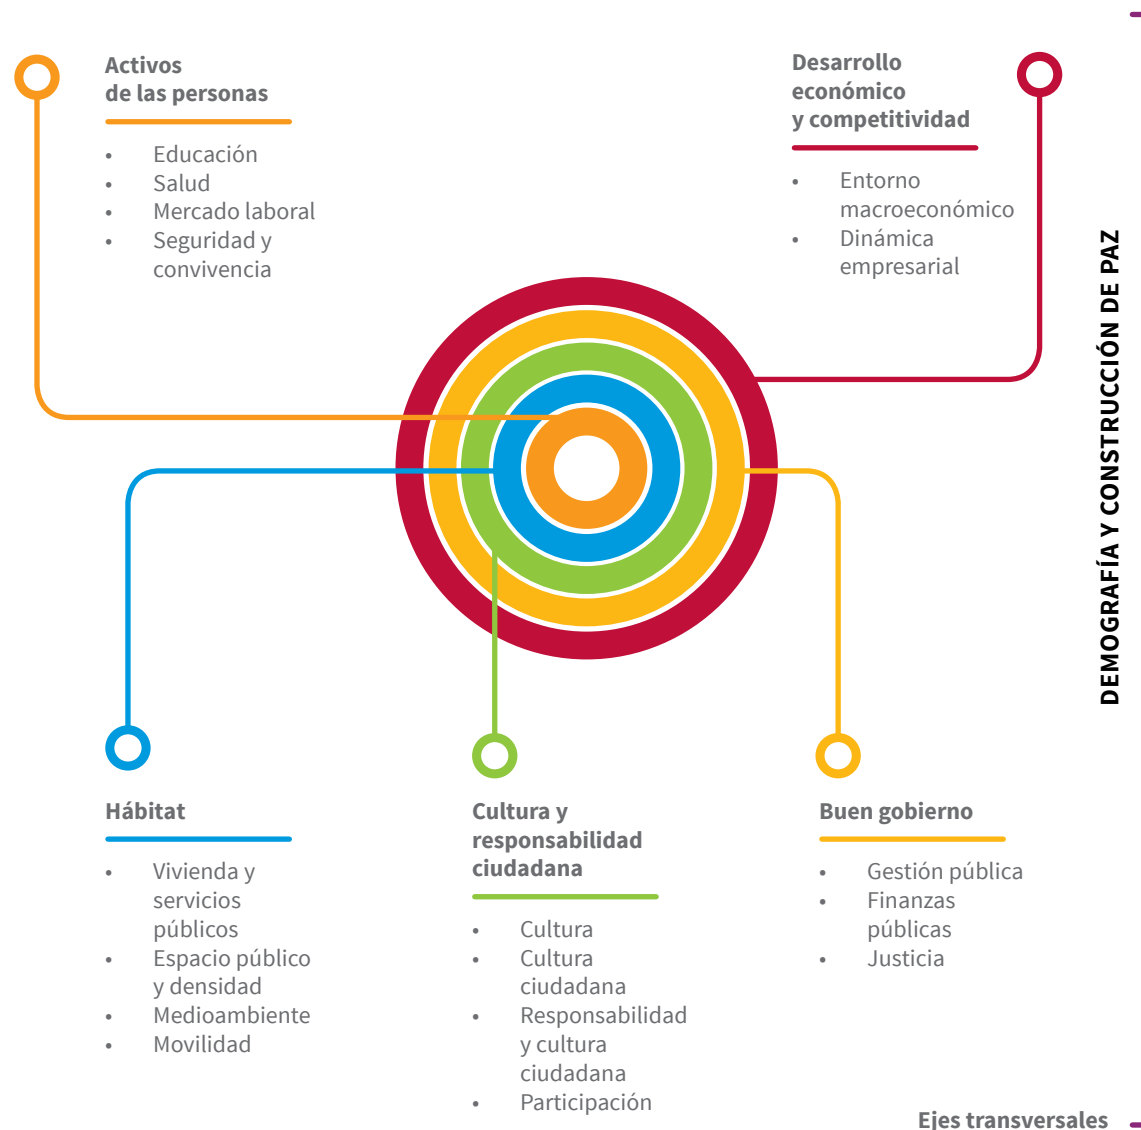 Activos
de las personas
• Educación
• Salud
• Mercado laboral
• Seguridad y
convivencia
Desarrollo
económico
y competitividad
• Entorno
macroeconómico
• Dinámica
empresarial
DEMOGRAFÍA Y CONSTRUCCIÓN DE PAZ
Hábitat
• Vivienda y
servicios
públicos
• Espacio público
y densidad
• Medioambiente
• Movilidad
Cultura y
responsabilidad
ciudadana
• Cultura
• Cultura
ciudadana
• Responsabilidad
y cultura
ciudadana
• Participación
Buen gobierno
• Gestión pública
• Finanzas
públicas
• Justicia
Ejes transversales